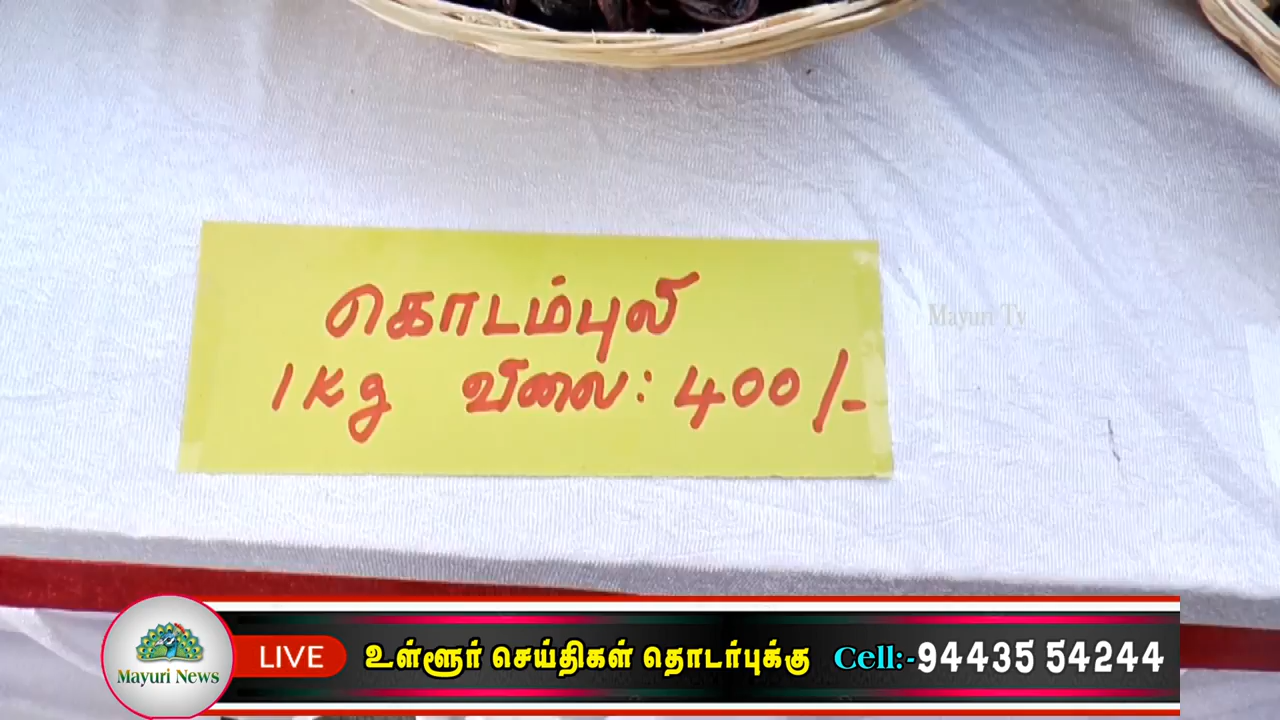 கொடம்புலி
1Kg விலை: 400/-
Mayuri Tv
Mayuri News
LIVE
உள்ளூர் செய்திகள் தொடர்புக்கு Cell:-94435 54244